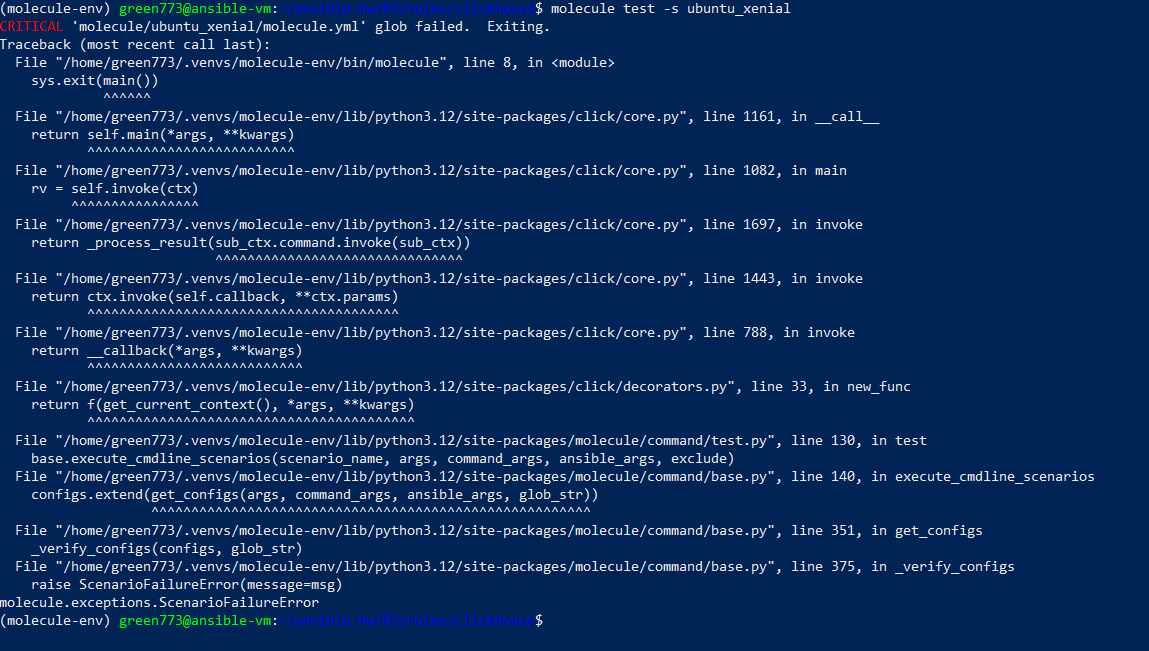 (molecule-env) green773@ansible-vm:~/ansible-hw/03/roles/clickhouse$ molecule test -s ubuntu_xenial
CRITICAL 'molecule/ubuntu_xenial/molecule.yml' glob failed.  Exiting.
Traceback (most recent call last):
  File "/home/green773/.venvs/molecule-env/bin/molecule", line 8, in <module>
    sys.exit(main())
             ^^^^^^
  File "/home/green773/.venvs/molecule-env/lib/python3.12/site-packages/click/core.py", line 1161, in __call__
    return self.main(*args, **kwargs)
           ^^^^^^^^^^^^^^^^^^^^^^^^^^
  File "/home/green773/.venvs/molecule-env/lib/python3.12/site-packages/click/core.py", line 1082, in main
    rv = self.invoke(ctx)
         ^^^^^^^^^^^^^^^^
  File "/home/green773/.venvs/molecule-env/lib/python3.12/site-packages/click/core.py", line 1697, in invoke
    return _process_result(sub_ctx.command.invoke(sub_ctx))
                           ^^^^^^^^^^^^^^^^^^^^^^^^^^^^^^^
  File "/home/green773/.venvs/molecule-env/lib/python3.12/site-packages/click/core.py", line 1443, in invoke
    return ctx.invoke(self.callback, **ctx.params)
           ^^^^^^^^^^^^^^^^^^^^^^^^^^^^^^^^^^^^^^^
  File "/home/green773/.venvs/molecule-env/lib/python3.12/site-packages/click/core.py", line 788, in invoke
    return __callback(*args, **kwargs)
           ^^^^^^^^^^^^^^^^^^^^^^^^^^^
  File "/home/green773/.venvs/molecule-env/lib/python3.12/site-packages/click/decorators.py", line 33, in new_func
    return f(get_current_context(), *args, **kwargs)
           ^^^^^^^^^^^^^^^^^^^^^^^^^^^^^^^^^^^^^^^^^
  File "/home/green773/.venvs/molecule-env/lib/python3.12/site-packages/molecule/command/test.py", line 130, in test
    base.execute_cmdline_scenarios(scenario_name, args, command_args, ansible_args, exclude)
  File "/home/green773/.venvs/molecule-env/lib/python3.12/site-packages/molecule/command/base.py", line 140, in execute_cmdline_scenarios
    configs.extend(get_configs(args, command_args, ansible_args, glob_str))
                   ^^^^^^^^^^^^^^^^^^^^^^^^^^^^^^^^^^^^^^^^^^^^^^^^^^^^^^^
  File "/home/green773/.venvs/molecule-env/lib/python3.12/site-packages/molecule/command/base.py", line 351, in get_configs
    _verify_configs(configs, glob_str)
  File "/home/green773/.venvs/molecule-env/lib/python3.12/site-packages/molecule/command/base.py", line 375, in _verify_configs
    raise ScenarioFailureError(message=msg)
molecule.exceptions.ScenarioFailureError
(molecule-env) green773@ansible-vm:~/ansible-hw/03/roles/clickhouse$